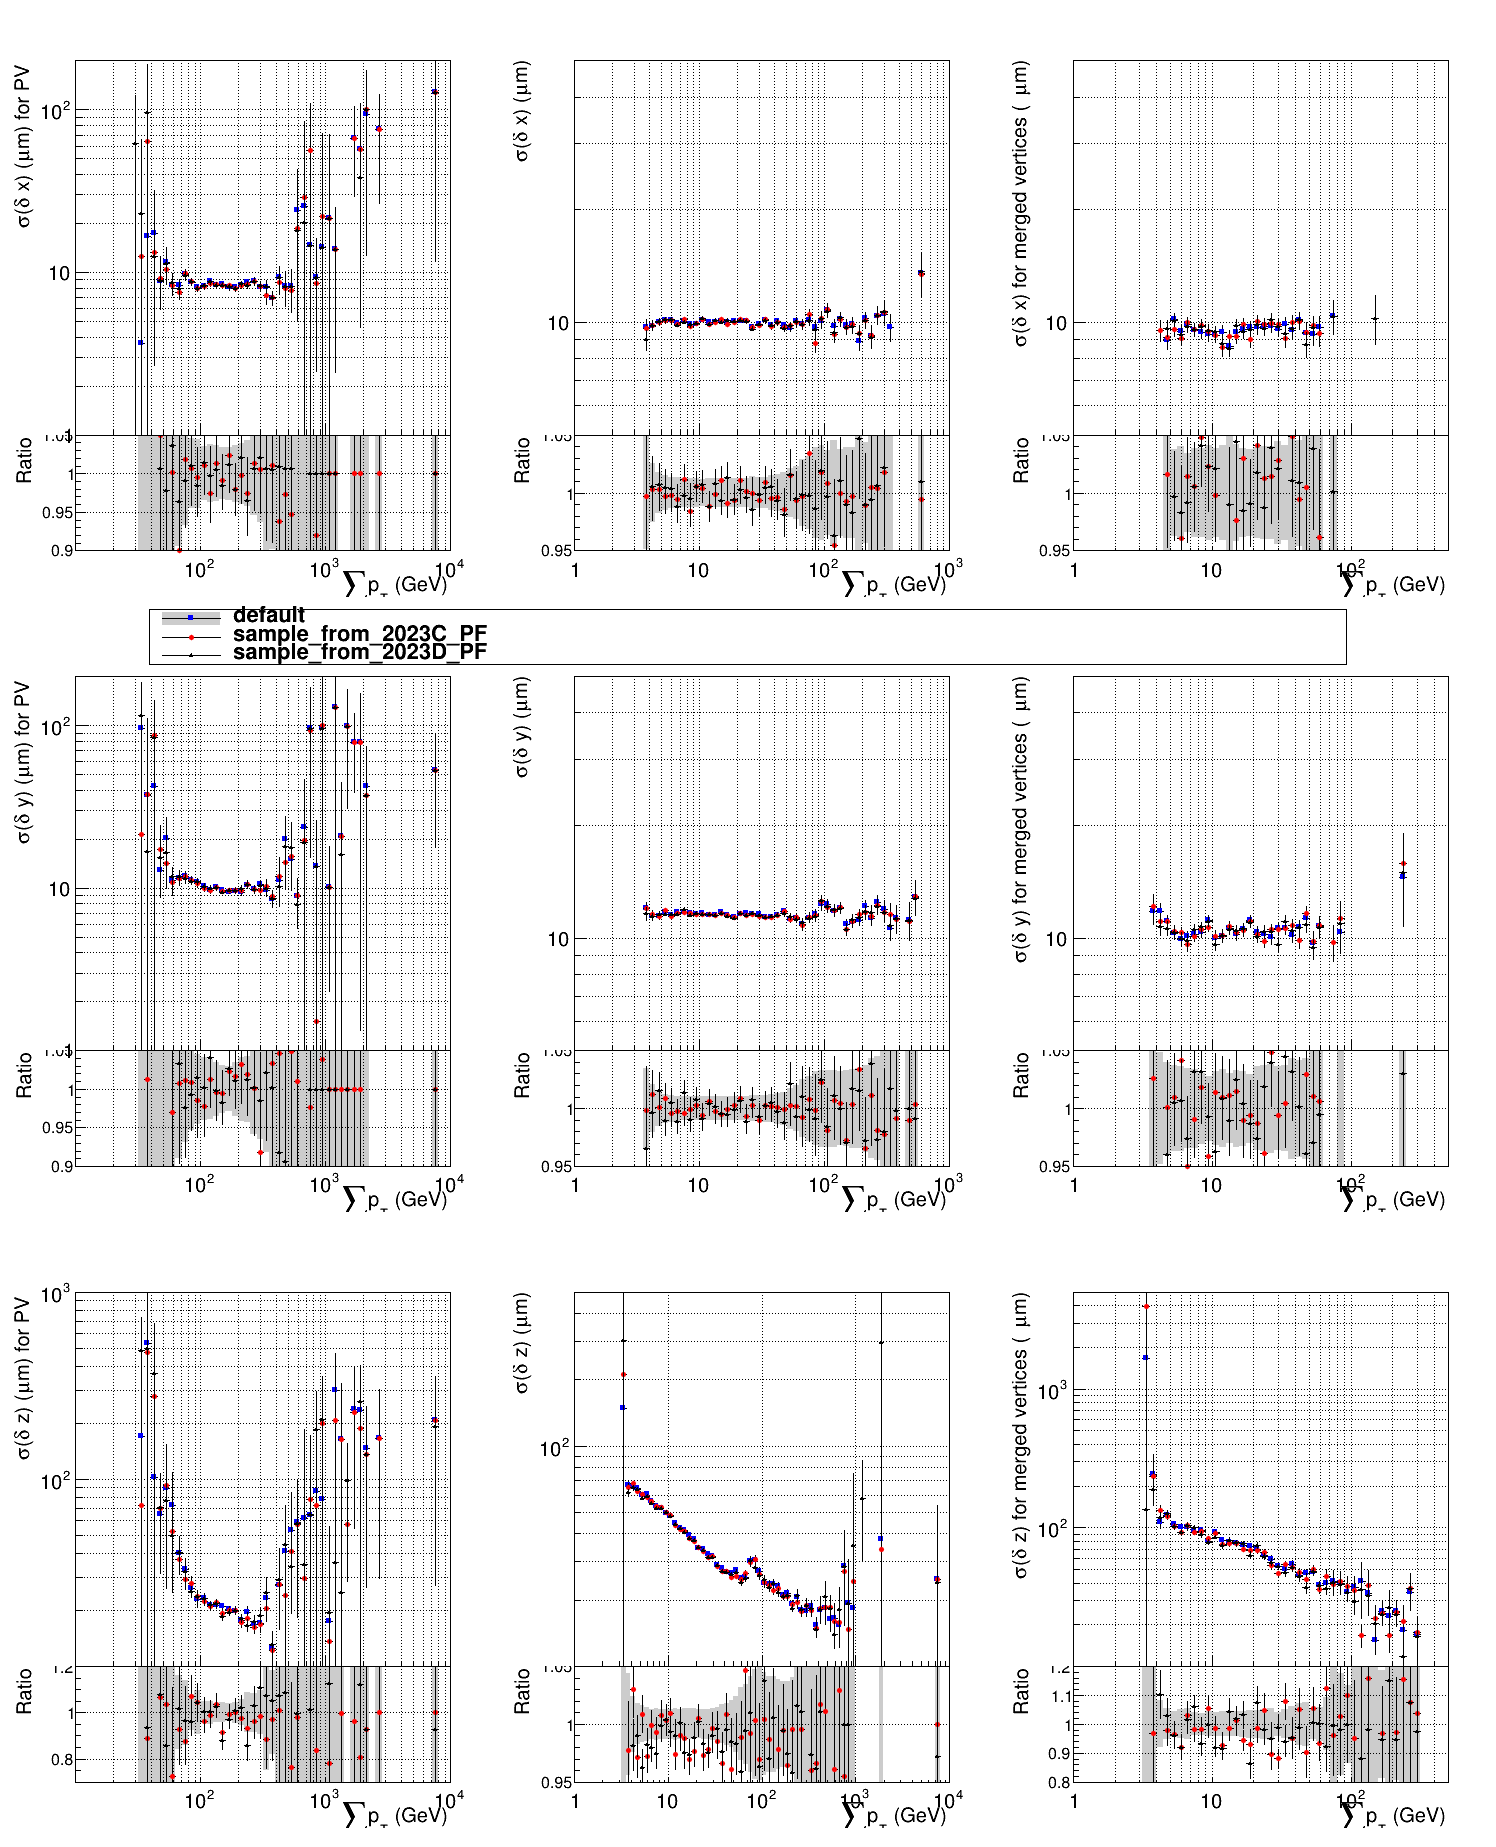 σ(δ x) (μm) for PV
10²
10
Ratio
1.05
1
0.95
0.9
10² 10³ 10⁴
∑ p_T (GeV)
σ(δ x) (μm)
10
Ratio
1.05
1
0.95
1 10 10² 10³
∑ p_T (GeV)
σ(δ x) for merged vertices ( μm)
10
Ratio
1.05
1
0.95
1 10 10²
∑ p_T (GeV)
default
sample_from_2023C_PF
sample_from_2023D_PF
σ(δ y) (μm) for PV
10²
10
Ratio
1.05
1
0.95
0.9
10² 10³ 10⁴
∑ p_T (GeV)
σ(δ y) (μm)
10
Ratio
1.05
1
0.95
1 10 10² 10³
∑ p_T (GeV)
σ(δ y) for merged vertices ( μm)
10
Ratio
1.05
1
0.95
1 10 10²
∑ p_T (GeV)
σ(δ z) (μm) for PV
10³
10²
Ratio
1.2
1
0.8
10² 10³ 10⁴
∑ p_T (GeV)
σ(δ z) (μm)
10²
Ratio
1.05
1
0.95
1 10 10² 10³ 10⁴
∑ p_T (GeV)
σ(δ z) for merged vertices ( μm)
10³
10²
Ratio
1.2
1.1
1
0.9
0.8
1 10 10²
∑ p_T (GeV)